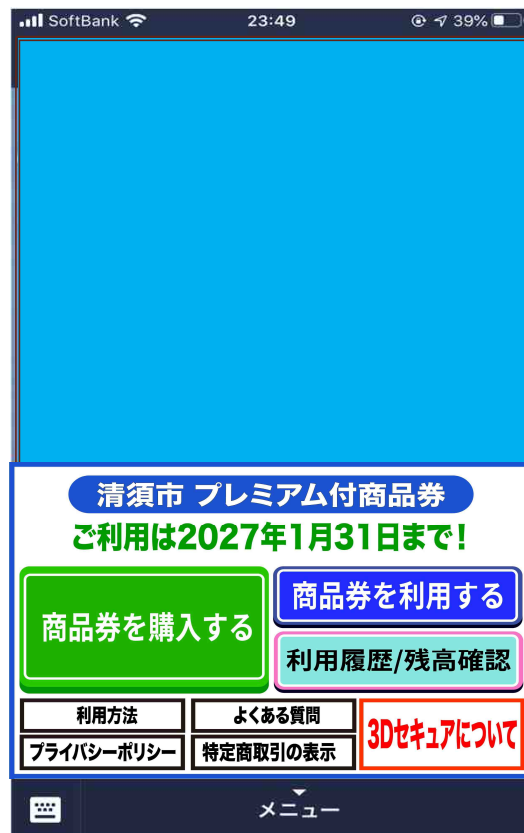 SoftBank 23:49 39%
清須市 プレミアム付商品券
ご利用は2027年1月31日まで!
商品券を購入する
商品券を利用する
利用履歴/残高確認
利用方法
よくある質問
3Dセキュアについて
プライバシーポリシー
特定商取引の表示
メニュー